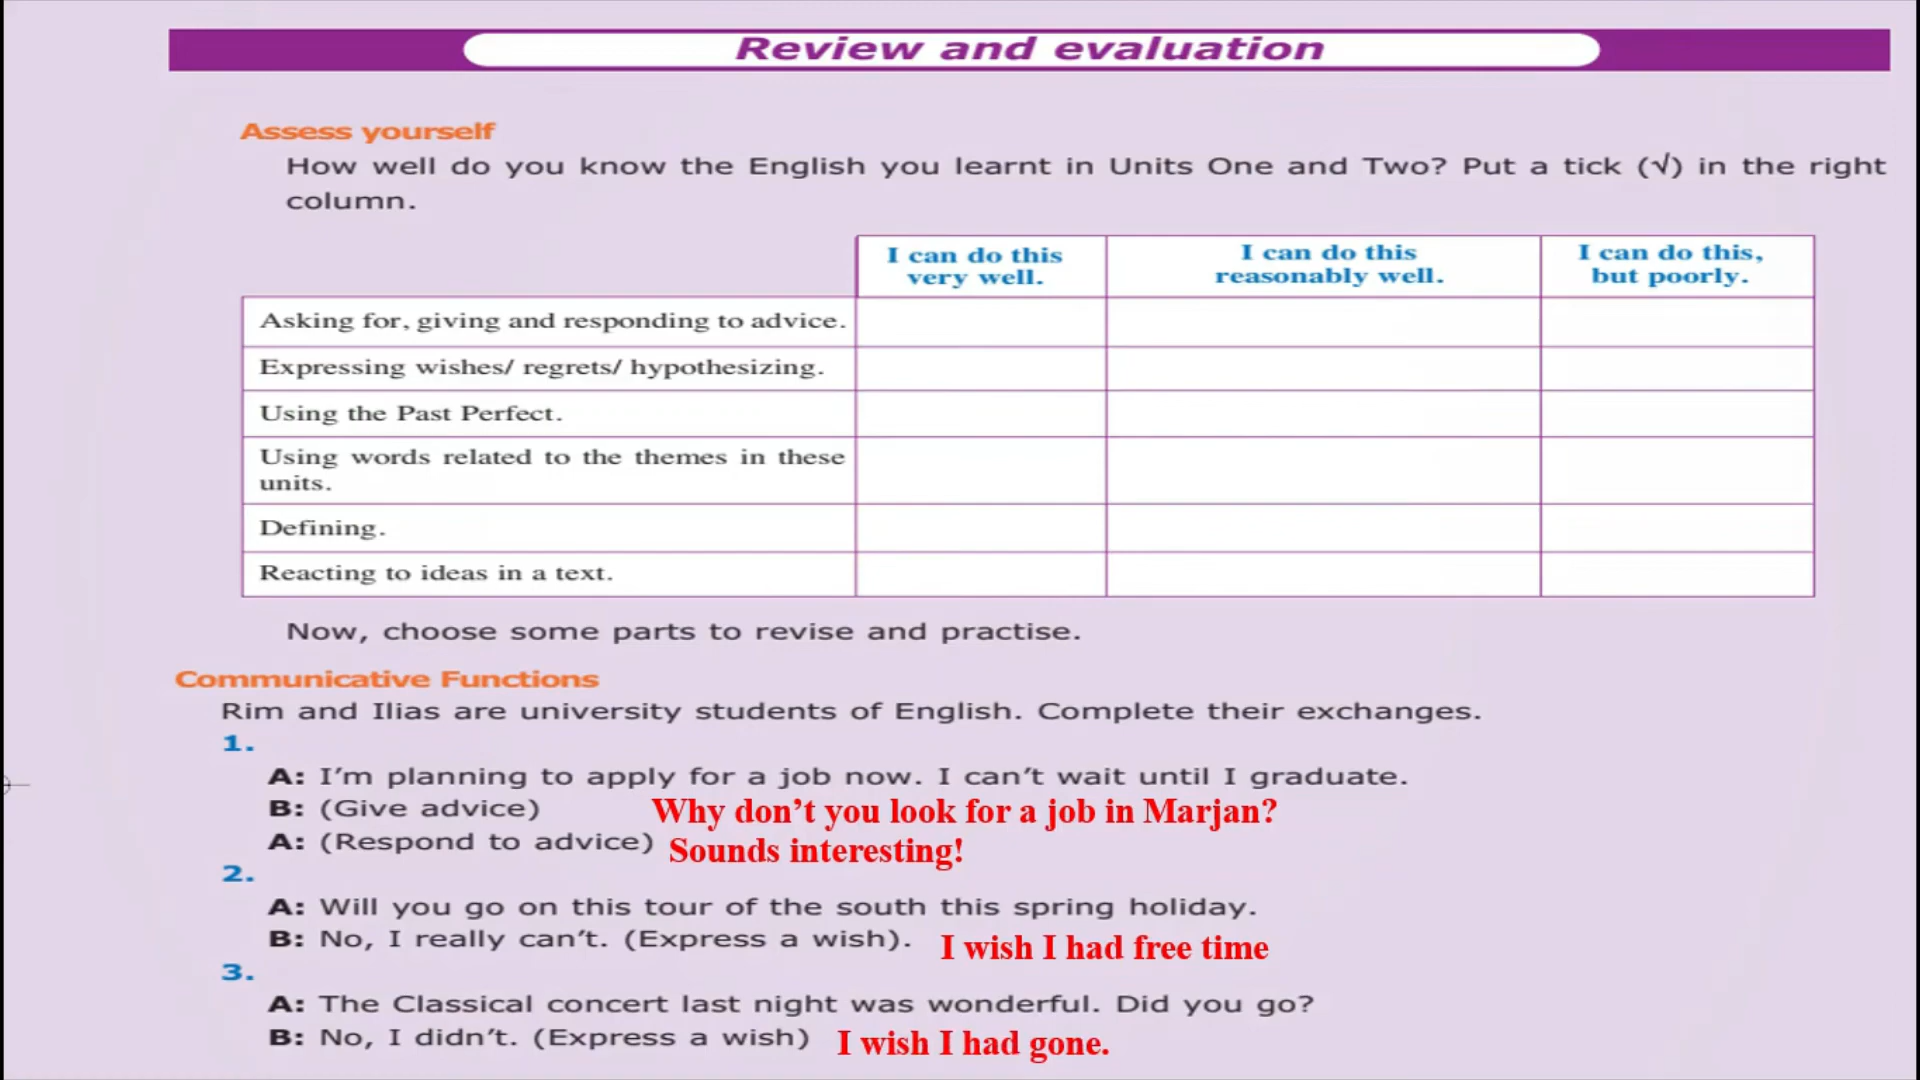 Review and evaluation
Assess yourself
How well do you know the English you learnt in Units One and Two? Put a tick (√) in the right
column.
I can do this
very well.
I can do this
reasonably well.
I can do this,
but poorly.
Asking for, giving and responding to advice.
Expressing wishes/ regrets/ hypothesizing.
Using the Past Perfect.
Using words related to the themes in these
units.
Defining.
Reacting to ideas in a text.
Now, choose some parts to revise and practise.
Communicative Functions
Rim and Ilias are university students of English. Complete their exchanges.
1.
A: I'm planning to apply for a job now. I can't wait until I graduate.
B: (Give advice) Why don't you look for a job in Marjan?
A: (Respond to advice) Sounds interesting!
2.
A: Will you go on this tour of the south this spring holiday.
B: No, I really can't. (Express a wish). I wish I had free time
3.
A: The Classical concert last night was wonderful. Did you go?
B: No, I didn't. (Express a wish) I wish I had gone.